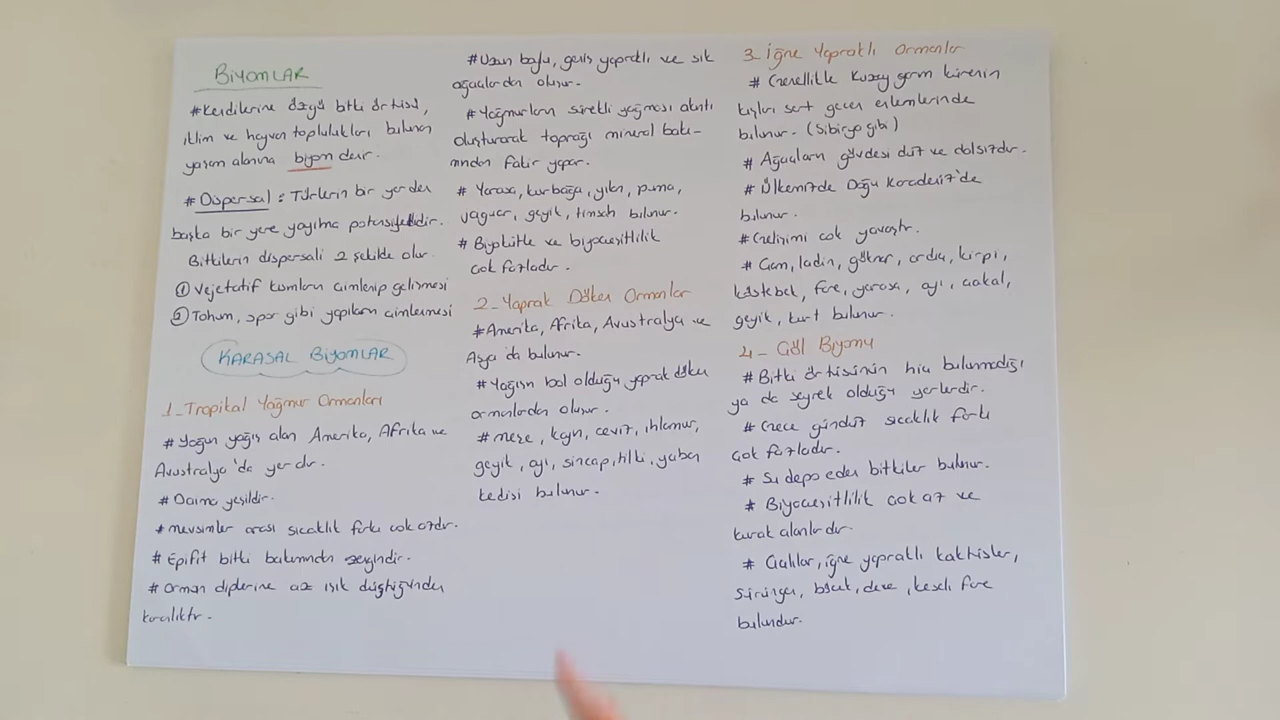 BİYOMLAR
#Kendilerine özgü bitki örtüsü,
iklim ve hayvan toplulukları bulunan
yaşam alanına biyom denir.
#Dispersal : Türlerin bir yerden
başka bir yere yayılma potansiyelidir.
Bitkilerin dispersali 2 şekilde olur.
① Vejetatif kısımların çimlenip gelişmesi
② Tohum, spor gibi yapıların çimlenmesi
KARASAL BİYOMLAR
1-Tropikal Yağmur Ormanları
# Yoğun yağış alan Amerika, Afrika ve
Avustralya'da yer alır.
# Daima yeşildir.
# mevsimler arası sıcaklık farkı çok azdır.
# Epifit bitki bakımından zengindir.
# Orman diplerine az ışık düştüğünden
karanlıktır.
#Uzun boylu, geniş yapraklı ve sık
ağaçlardan oluşur.
#Yağmurların sürekli yağması akıntı
oluşturarak toprağı mineral bakı-
mından fakir yapar.
# Yarasa, kurbağa, yılan, puma,
jaguar, geyik, timsah bulunur.
# Biyokütle ve biyoçeşitlilik
çok fazladır.
2-Yaprak Döken Ormanlar
#Amerika, Afrika, Avustralya ve
Asya'da bulunur.
#Yağışın bol olduğu yaprak döken
ormanlardan oluşur.
#meşe, kayın, ceviz, ıhlamur,
geyik, ayı, sincap, tilki, yaban
kedisi bulunur.
3-İğne Yapraklı Ormanlar
# Genellikle Kuzey yarım kürenin
kışları sert geçen enlemlerinde
bulunur. (Sibirya gibi)
# Ağaçların gövdesi düz ve dalsızdır.
# Ülkemizde Doğu Karadeniz'de
bulunur.
#Gelişimi çok yavaştır.
# Çam, ladin, göknar, ardıç, kirpi,
köstebek, fare, yarasa, ayı, çakal,
geyik, kurt bulunur.
4- Çöl Biyomu
#Bitki örtüsünün hiç bulunmadığı
ya da seyrek olduğu yerlerdir.
# Gece gündüz sıcaklık farkı
çok fazladır.
# Su depo eden bitkiler bulunur.
# Biyoçeşitlilik çok az ve
kurak alanlardır.
# Çalılar, iğne yapraklı kaktüsler,
sürüngen, böcek, deve, keseli fare
bulunur.